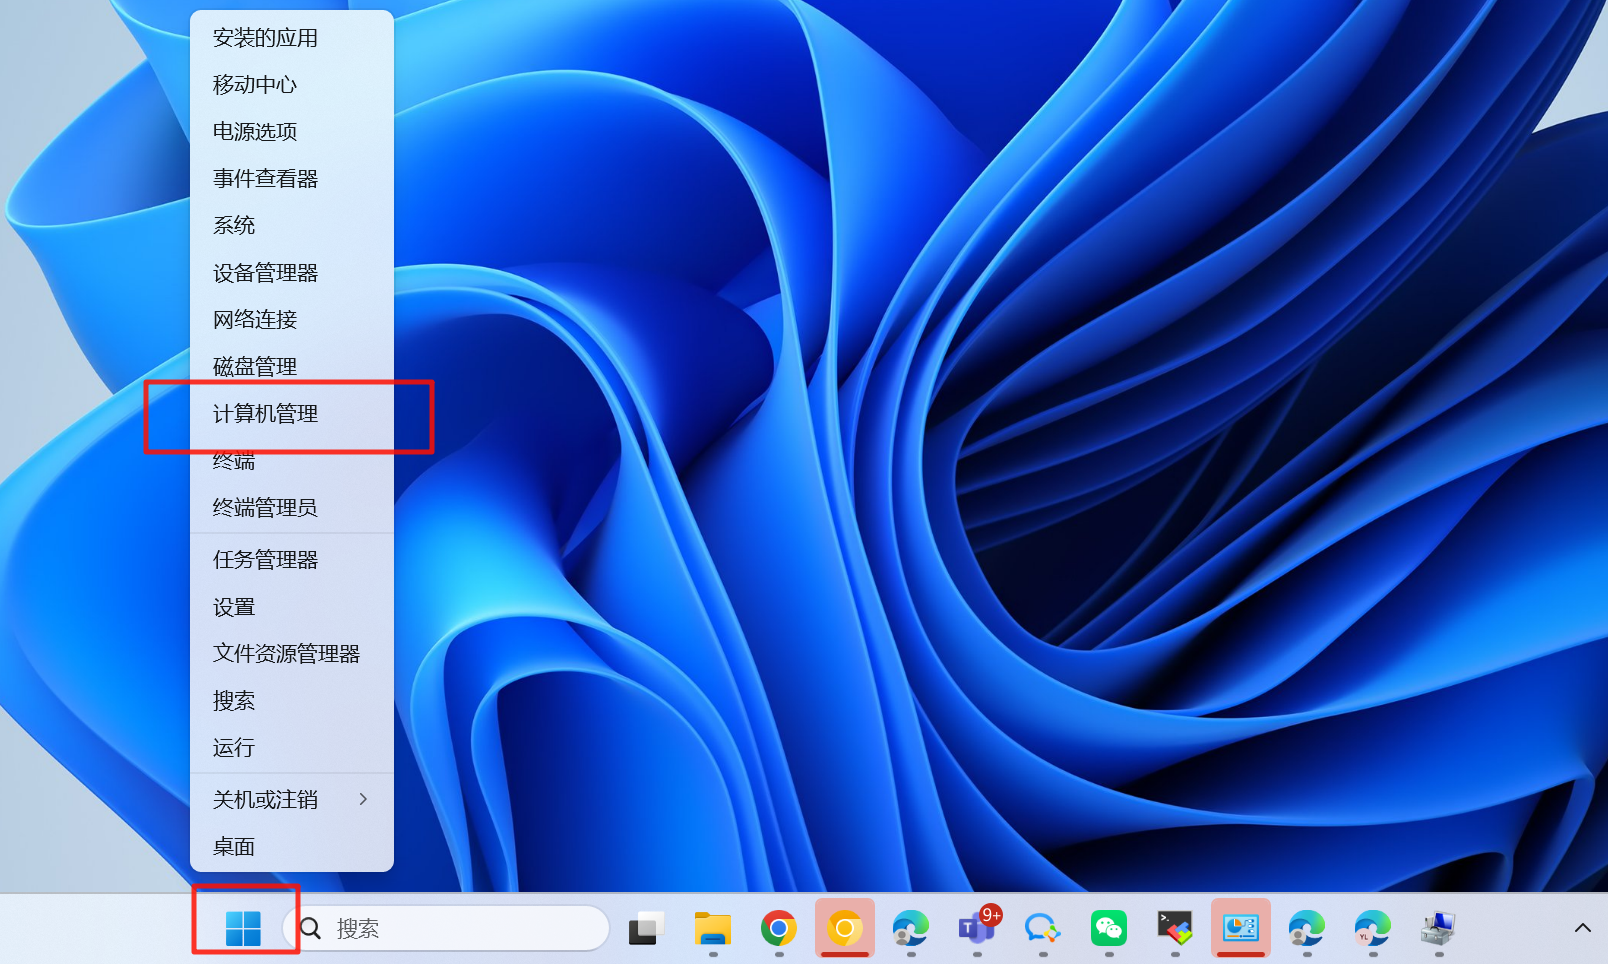 安装的应用
移动中心
电源选项
事件查看器
系统
设备管理器
网络连接
磁盘管理
计算机管理
终端
终端管理员
任务管理器
设置
文件资源管理器
搜索
运行
关机或注销
桌面
搜索
9+
T
>_
YL